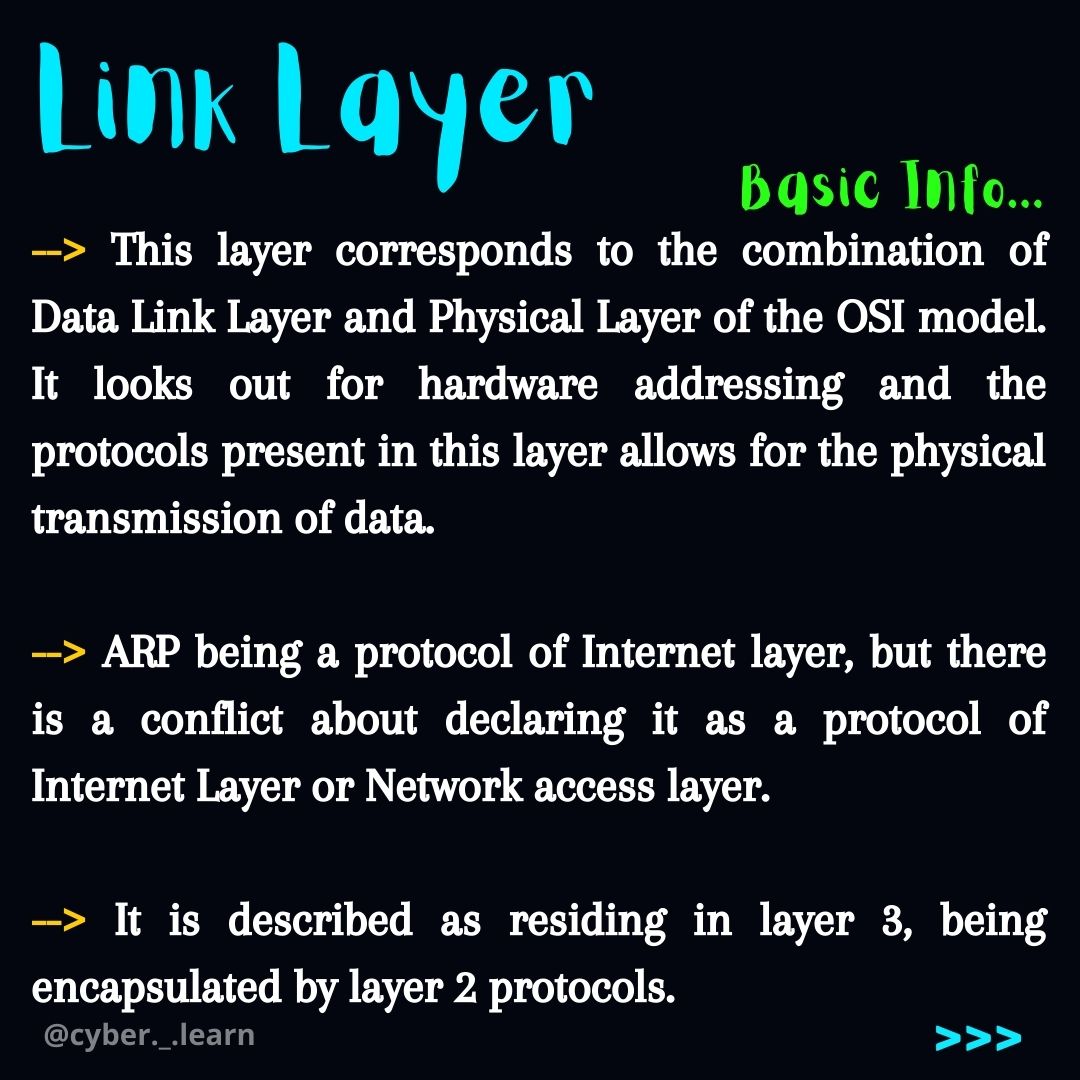 Link Layer
Basic Info...
--> This layer corresponds to the combination of
Data Link Layer and Physical Layer of the OSI model.
It looks out for hardware addressing and the
protocols present in this layer allows for the physical
transmission of data.
--> ARP being a protocol of Internet layer, but there
is a conflict about declaring it as a protocol of
Internet Layer or Network access layer.
--> It is described as residing in layer 3, being
encapsulated by layer 2 protocols.
@cyber._.learn
>>>